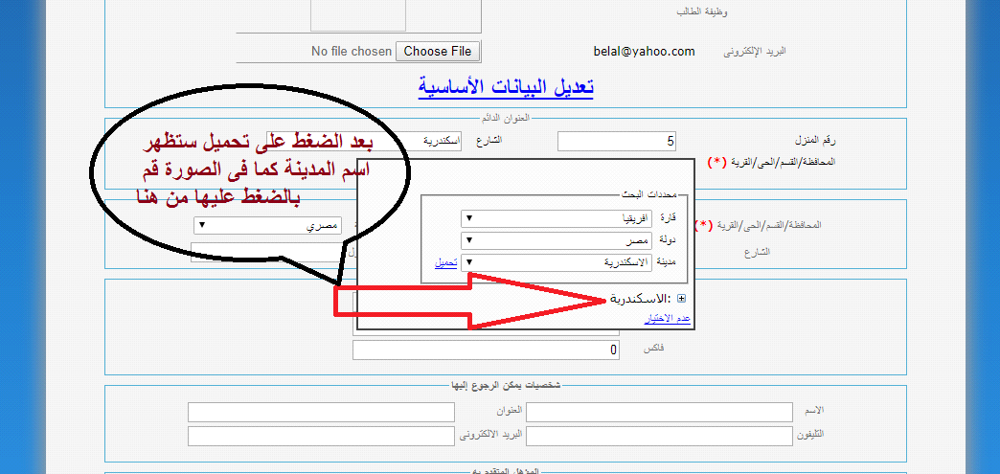 وظيفة الطالب
البريد الإلكترونى belal@yahoo.com Choose File No file chosen
تعديل البيانات الأساسية
العنوان الدائم
رقم المنزل 5 الشارع اسكندرية
المحافظة/القسم/الحى/القرية (*)
بعد الضغط على تحميل ستظهر
اسم المدينة كما فى الصورة قم
بالضغط عليها من هنا
محددات البحث
قارة افريقيا
دولة مصر
مدينة الاسكندرية تحميل
الاسكندرية:
عدم الاختيار
المحافظة/القسم/الحى/القرية (*)
مصري
الشارع
فاكس 0
شخصيات يمكن الرجوع إليها
الاسم العنوان
التليفون البريد الالكترونى
المؤهل المتقدم به